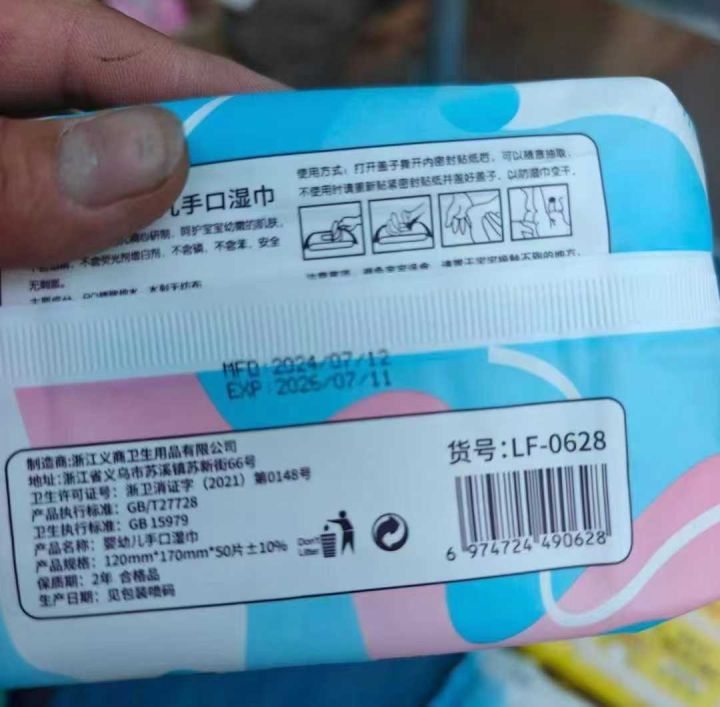 儿手口湿巾
使用方式：打开盖子撕开内密封贴纸后，可以随意抽取，
不使用时请重新贴紧密封贴纸并盖好盖子，以防湿巾变干。
心研制，呵护宝宝幼嫩的肌肤，
不含荧光剂增白剂，不含磷，不含苯，安全
无刺激。
MFD:2024/07/12
EXP:2026/07/11
制造商:浙江义商卫生用品有限公司
地址:浙江省义乌市苏溪镇苏新街66号
卫生许可证号：浙卫消证字（2021）第0148号
产品执行标准：GB/T27728
卫生执行标准：GB 15979
产品名称：婴幼儿手口湿巾
产品规格：120mm*170mm*50片±10%
保质期：2年 合格品
生产日期：见包装喷码
Don't
Litter
货号:LF-0628
6 974724 490628